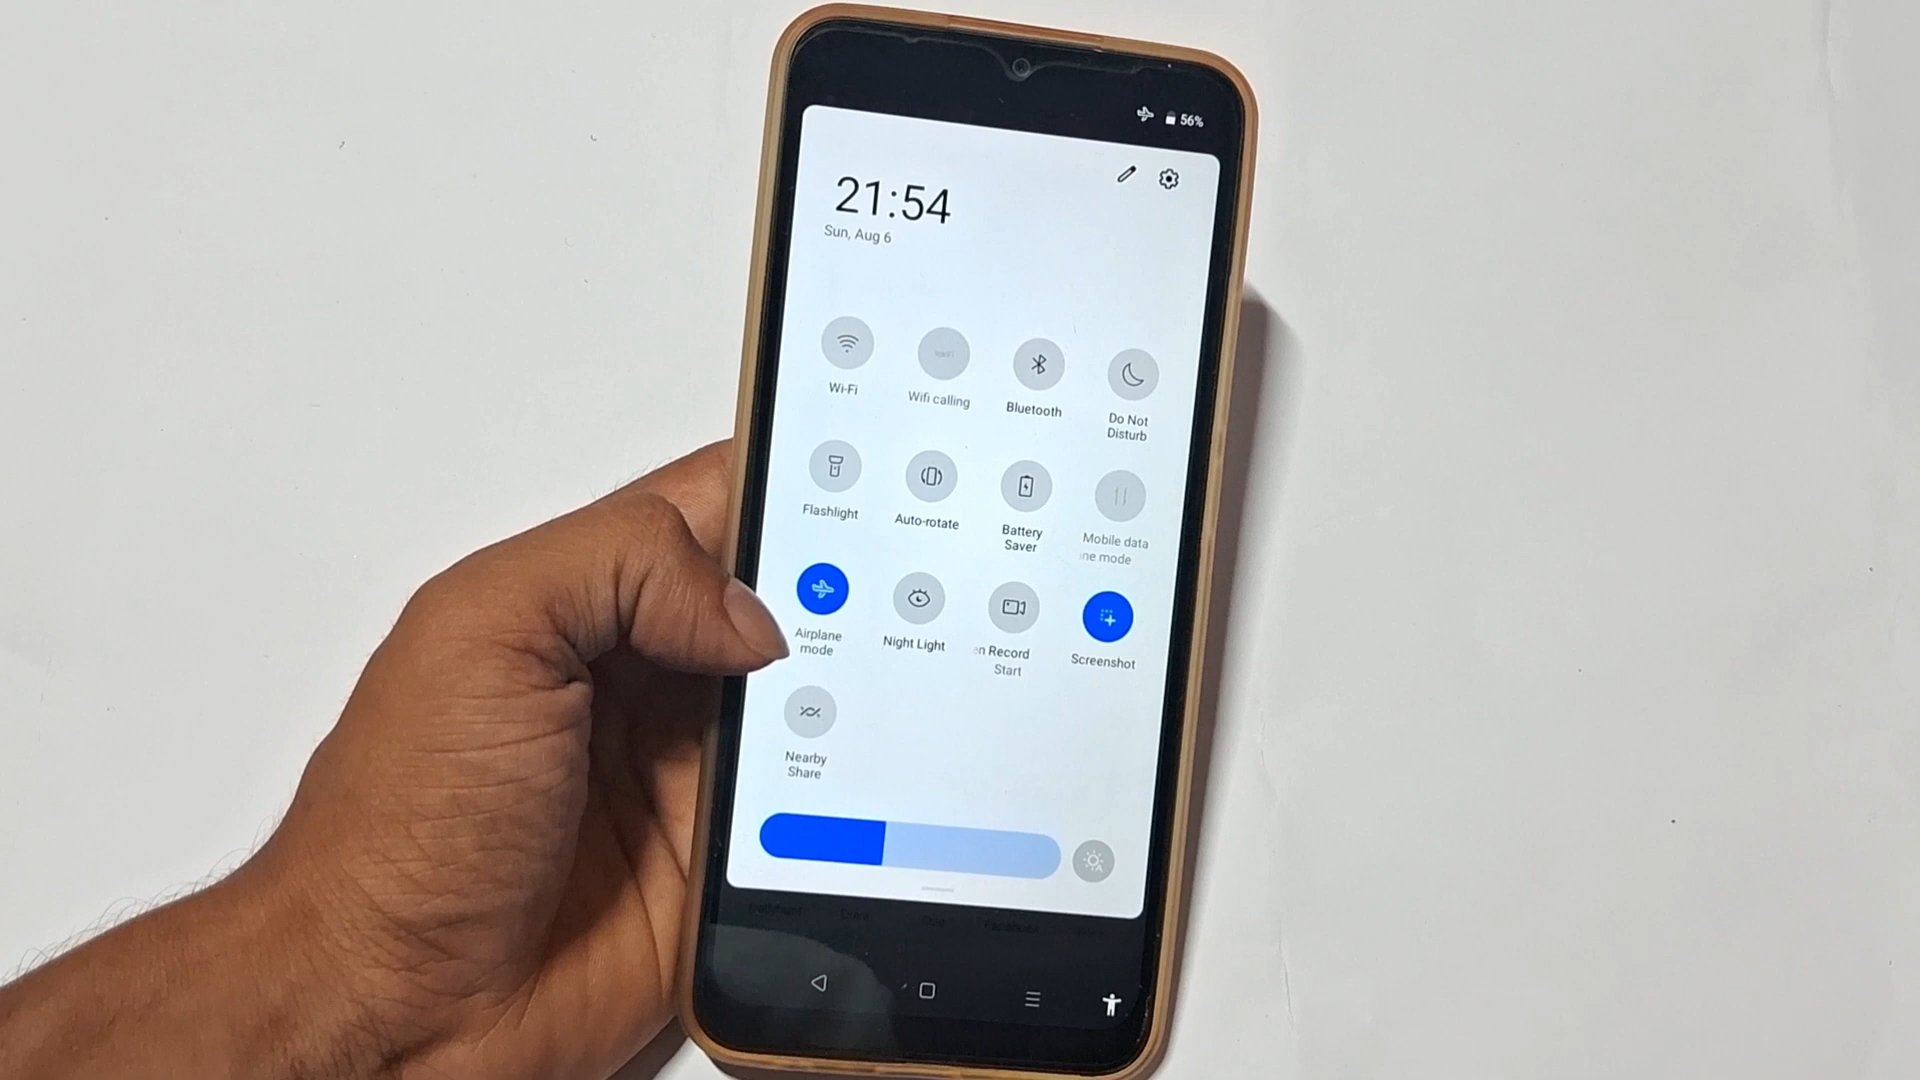 56%
21:54
Sun, Aug 6
Wi-Fi
Wifi calling
Bluetooth
Do Not
Disturb
Flashlight
Auto-rotate
Battery
Saver
Mobile data
ne mode
Airplane
mode
Night Light
n Record
Start
Screenshot
Nearby
Share